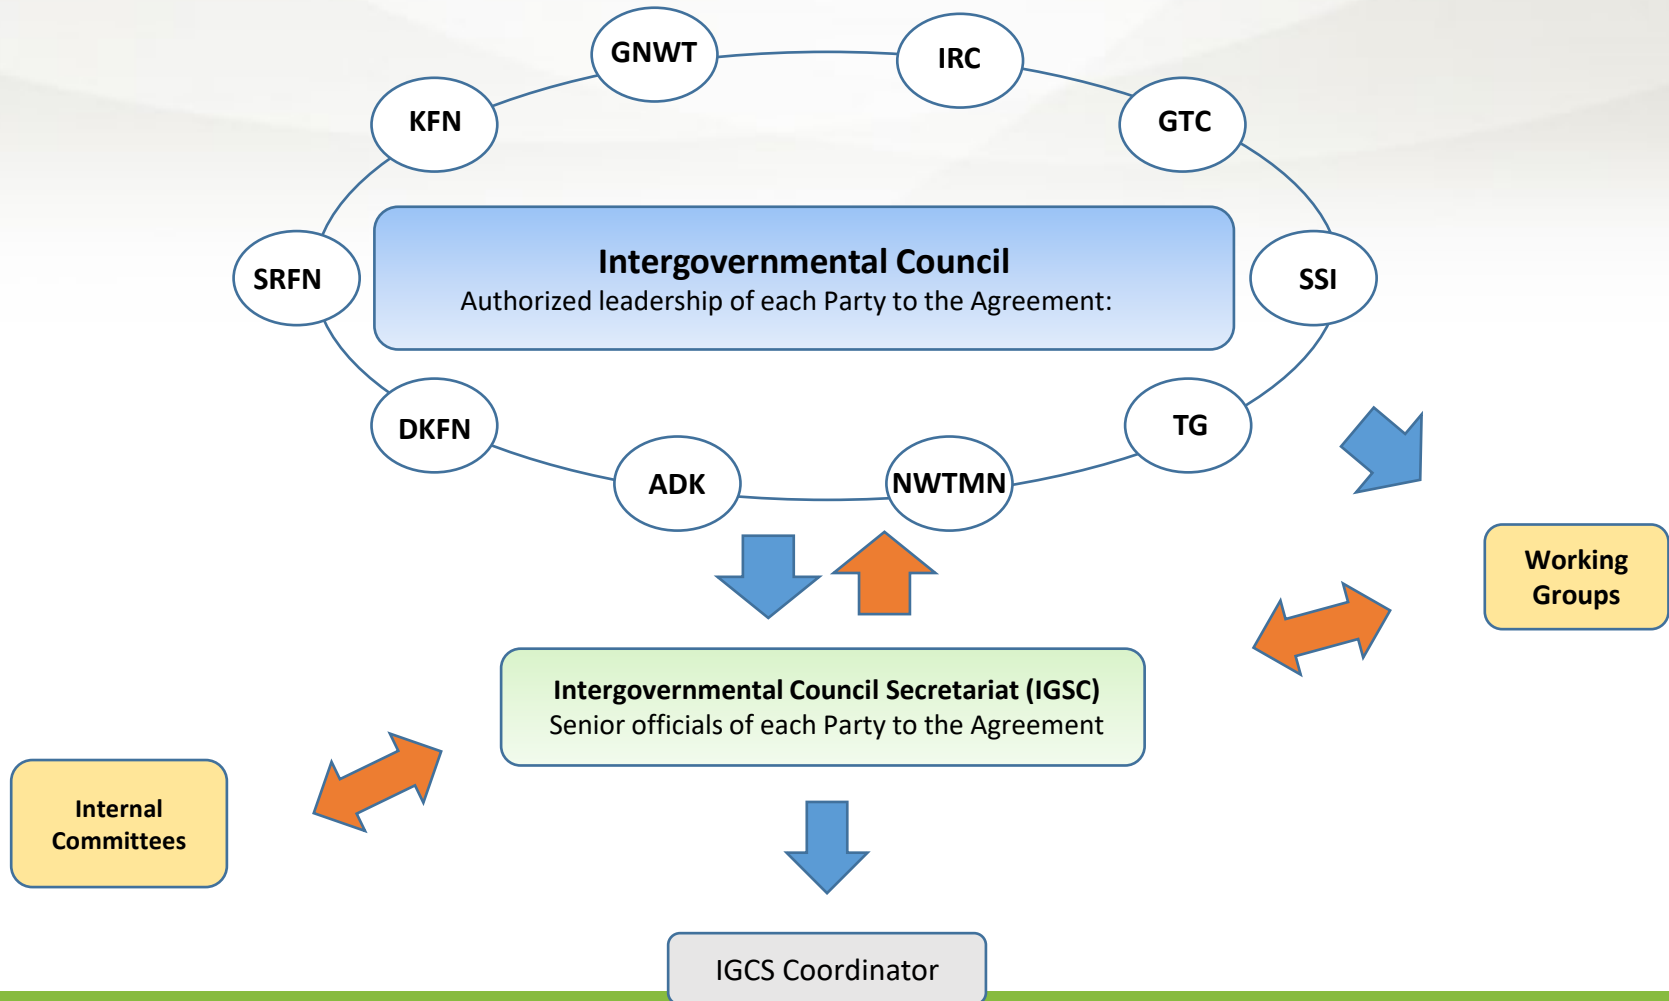 GNWT
IRC
KFN
GTC
Intergovernmental Council
Authorized leadership of each Party to the Agreement:
SRFN
SSI
DKFN
TG
ADK
NWTMN
Working
Groups
Intergovernmental Council Secretariat (IGSC)
Senior officials of each Party to the Agreement
Internal
Committees
IGCS Coordinator